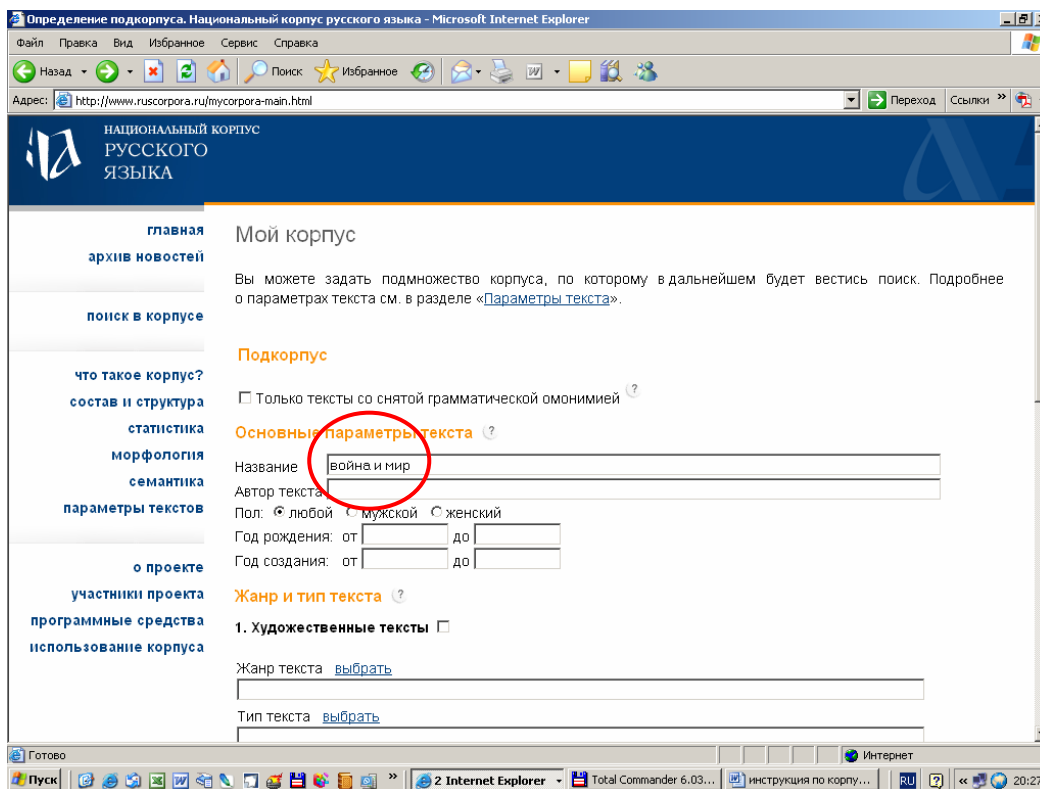 Определение подкорпуса. Национальный корпус русского языка - Microsoft Internet Explorer
Файл Правка Вид Избранное Сервис Справка
Назад Поиск Избранное
Адрес: http://www.ruscorpora.ru/mycorpora-main.html Переход Ссылки »
НАЦИОНАЛЬНЫЙ КОРПУС
РУССКОГО
ЯЗЫКА
главная
архив новостей
поиск в корпусе
что такое корпус?
состав и структура
статистика
морфология
семантика
параметры текстов
о проекте
участники проекта
программные средства
использование корпуса
Мой корпус
Вы можете задать подмножество корпуса, по которому в дальнейшем будет вестись поиск. Подробнее
о параметрах текста см. в разделе «Параметры текста».
Подкорпус
Только тексты со снятой грамматической омонимией ?
Основные параметры текста ?
Название война и мир
Автор текста
Пол: любой мужской женский
Год рождения: от до
Год создания: от до
Жанр и тип текста ?
1. Художественные тексты
Жанр текста выбрать
Тип текста выбрать
Готово Интернет
Пуск » 2 Internet Explorer Total Commander 6.03... инструкция по корпу... RU ? « 20:27